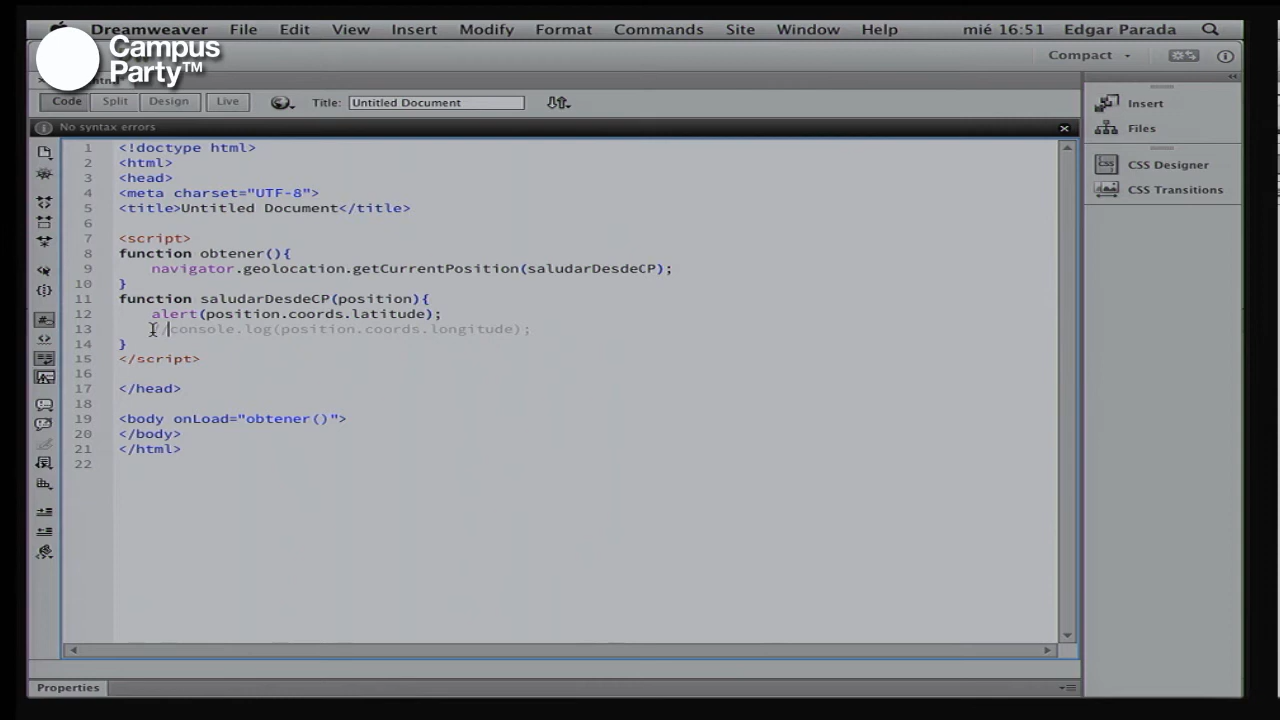 Dreamweaver File Edit View Insert Modify Format Commands Site Window Help mié 16:51 Edgar Parada
Campus
Party™
Compact
Code Split Design Live Title: Untitled Document
No syntax errors
Insert
Files
CSS Designer
CSS Transitions
1 <!doctype html>
2 <html>
3 <head>
4 <meta charset="UTF-8">
5 <title>Untitled Document</title>
6
7 <script>
8 function obtener(){
9 navigator.geolocation.getCurrentPosition(saludarDesdeCP);
10 }
11 function saludarDesdeCP(position){
12 alert(position.coords.latitude);
13 //console.log(position.coords.longitude);
14 }
15 </script>
16
17 </head>
18
19 <body onLoad="obtener()">
20 </body>
21 </html>
22
Properties